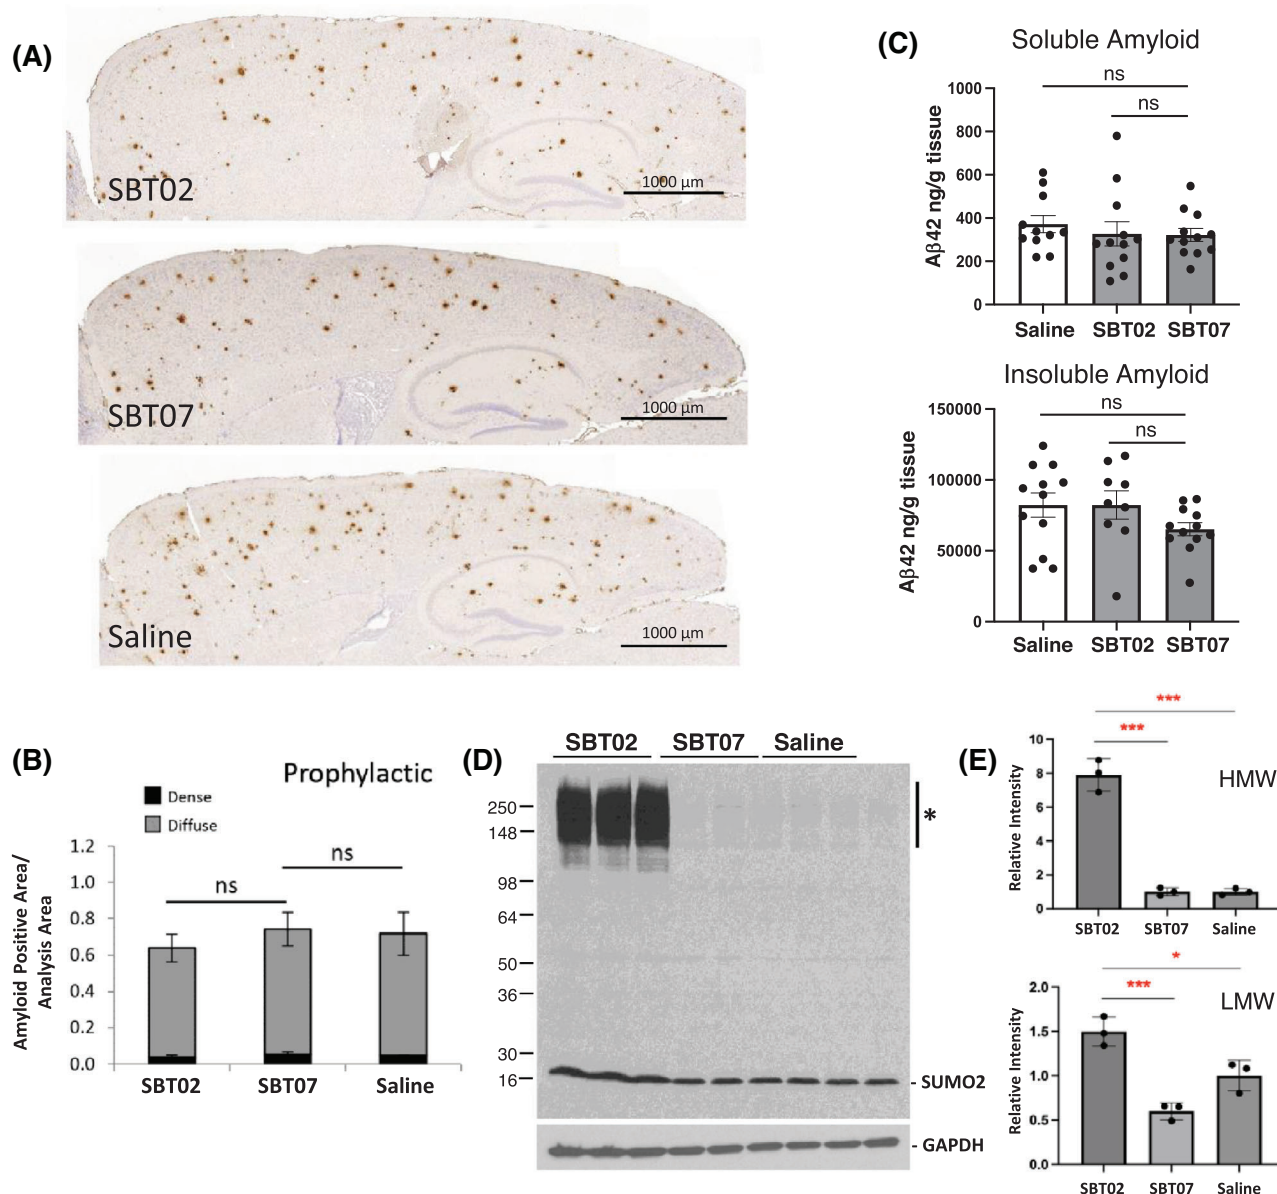 (A)
SBT02
1000 µm
SBT07
1000 µm
Saline
1000 µm
(B)
Prophylactic
Dense
Diffuse
Amyloid Positive Area/
Analysis Area
1.2
1.0
0.8
0.6
0.4
0.2
0.0
ns
ns
SBT02
SBT07
Saline
(C)
Soluble Amyloid
ns
ns
Aβ42 ng/g tissue
1000
800
600
400
200
0
Saline
SBT02
SBT07
Insoluble Amyloid
ns
ns
Aβ42 ng/g tissue
150000
100000
50000
0
Saline
SBT02
SBT07
(D)
SBT02
SBT07
Saline
250
148
98
64
50
36
30
16
*
- SUMO2
- GAPDH
(E)
***
***
HMW
Relative Intensity
10
8
6
4
2
0
SBT02
SBT07
Saline
*
***
LMW
Relative Intensity
2.0
1.5
1.0
0.5
0.0
SBT02
SBT07
Saline